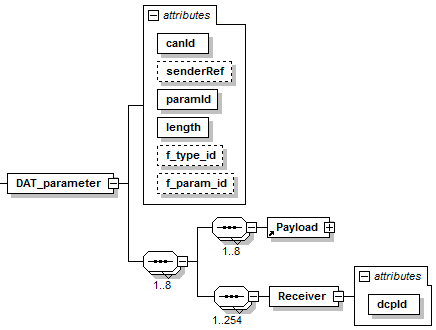 attributes
canId
senderRef
paramId
length
f_type_id
f_param_id
DAT_parameter
Payload
1..8
1..8
Receiver
1..254
attributes
dcpId